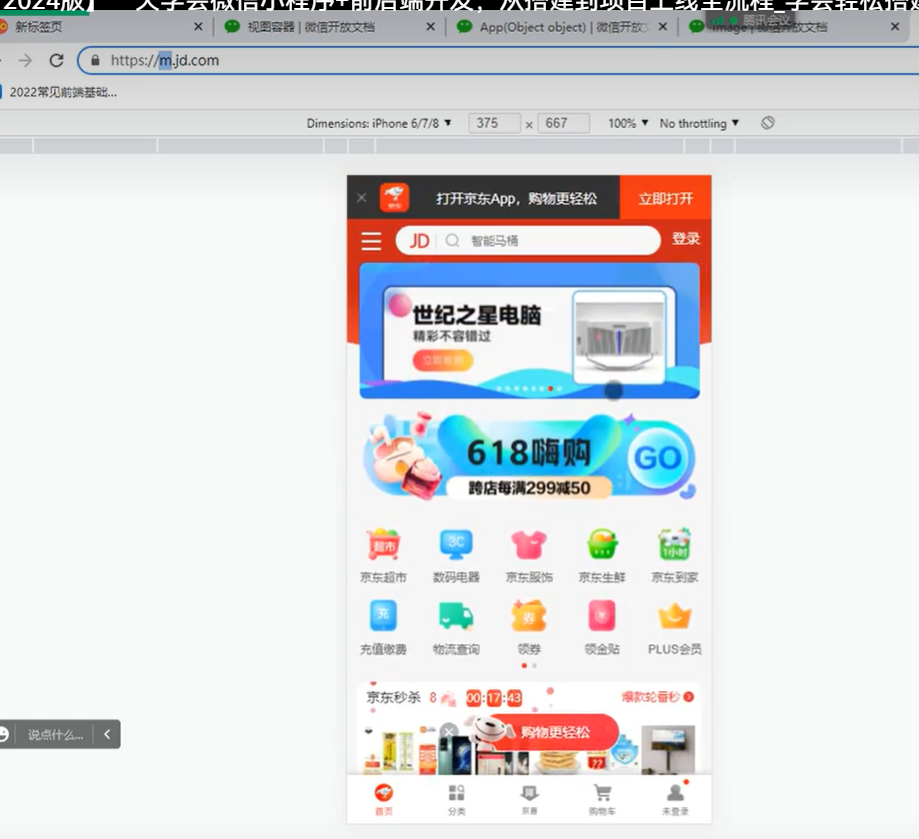 2024版】一天学会微信小程序+前后端开发，从搭建到项目上线全流程_学会轻松搭建
新标签页
视图容器 | 微信开放文档
App(Object object) | 微信开放文
image | 微信开放文档
腾讯会议
https://m.jd.com
2022常见前端基础...
Dimensions: iPhone 6/7/8
375 × 667
100%
No throttling
京东
打开京东App，购物更轻松
立即打开
JD
智能马桶
登录
世纪之星电脑
精彩不容错过
618嗨购
GO
跨店每满299减50
超市
3C
1小时
京东超市
数码电器
京东服饰
京东生鲜
京东到家
充
券
充值缴费
物流查询
领券
领金贴
PLUS会员
京东秒杀
8
00:17:43
爆款轮番秒
购物更轻松
说点什么...
首页
分类
京喜
购物车
未登录